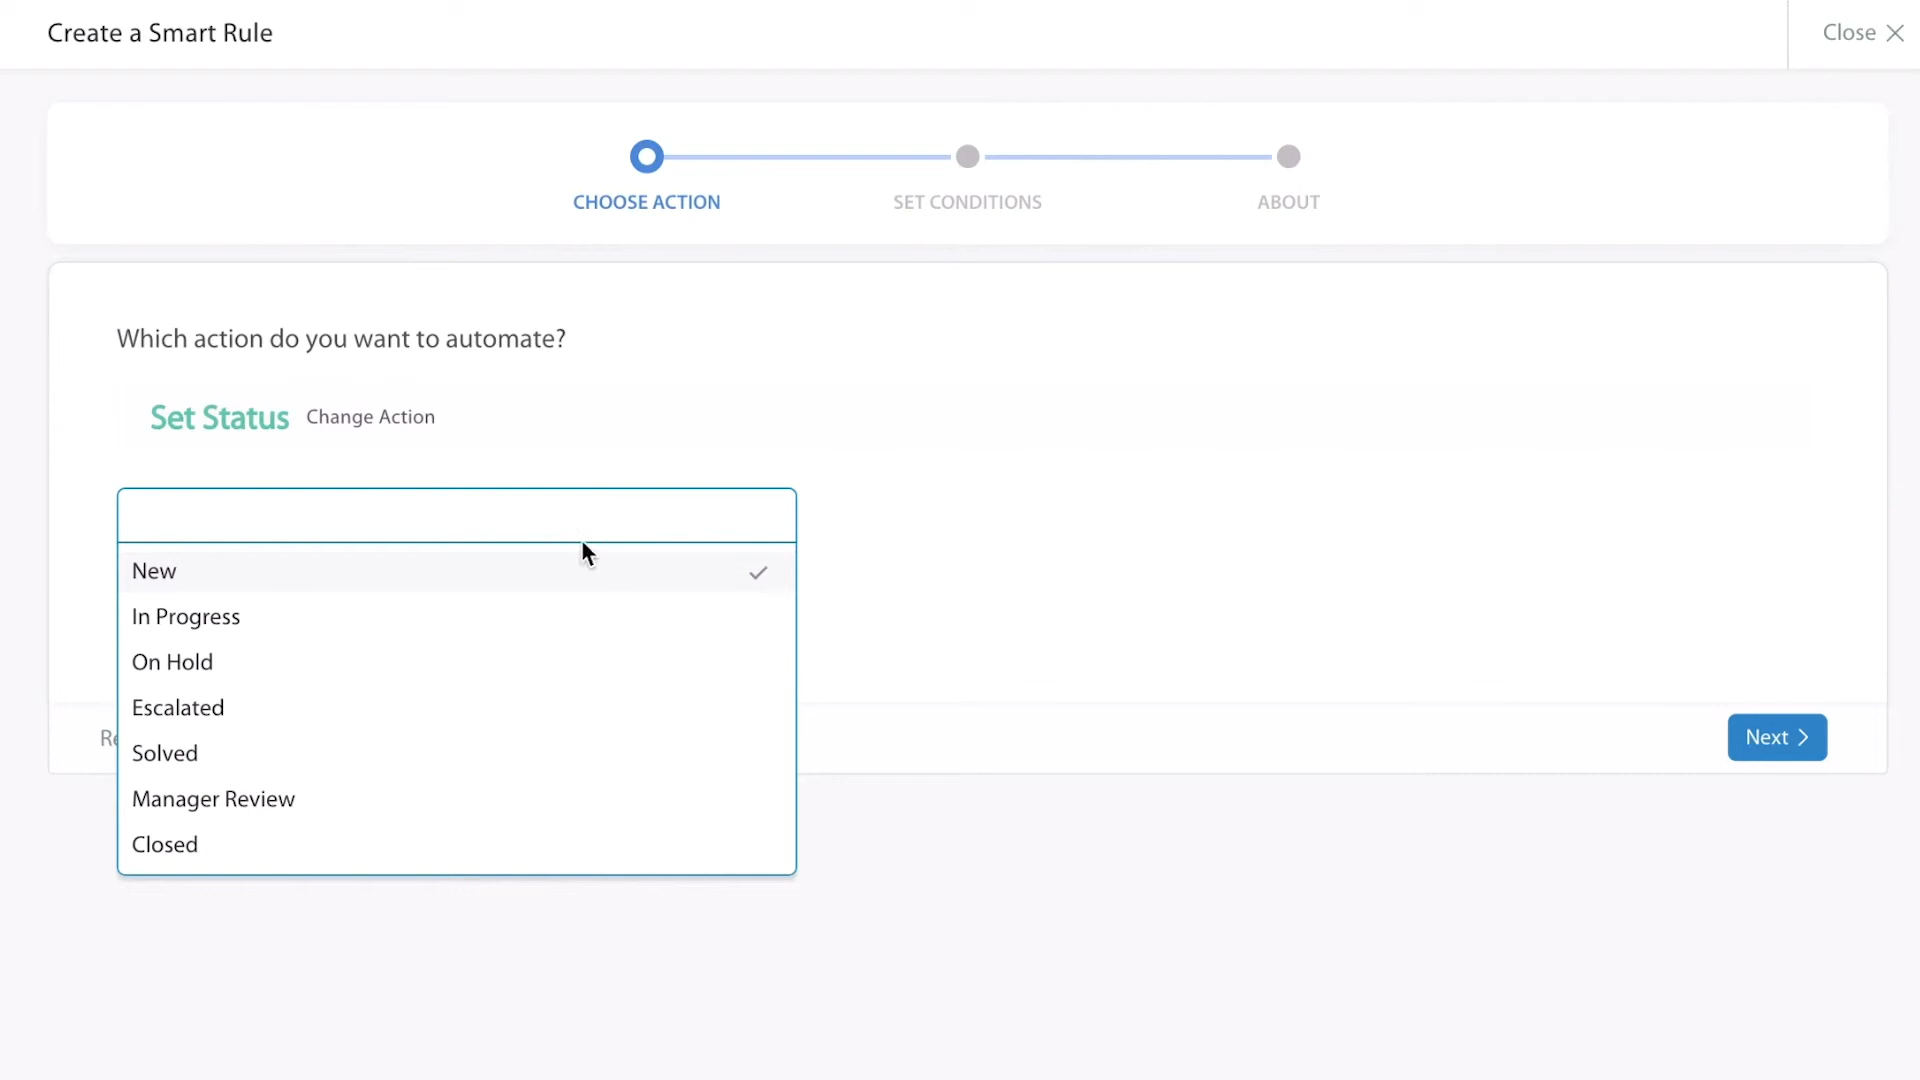 Create a Smart Rule
Close
CHOOSE ACTION
SET CONDITIONS
ABOUT
Which action do you want to automate?
Set Status Change Action
New
In Progress
On Hold
Escalated
Solved
Manager Review
Closed
Next